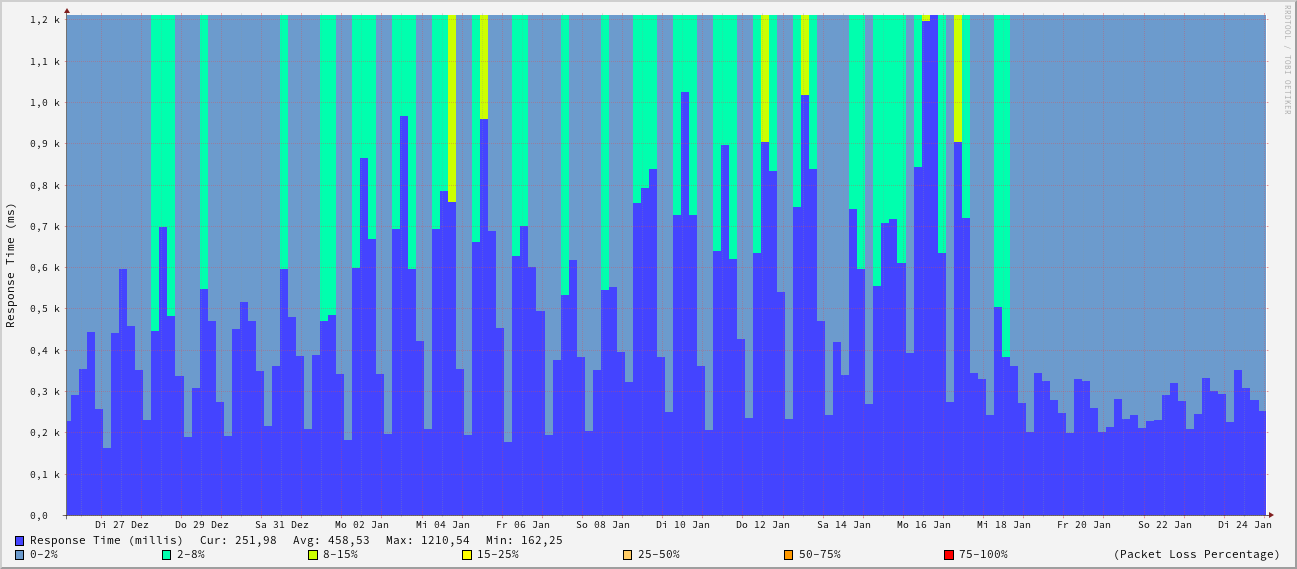 RRDTOOL / TOBI OETIKER
Response Time (ms)
1,2 k
1,1 k
1,0 k
0,9 k
0,8 k
0,7 k
0,6 k
0,5 k
0,4 k
0,3 k
0,2 k
0,1 k
0,0
Di 27 Dez Do 29 Dez Sa 31 Dez Mo 02 Jan Mi 04 Jan Fr 06 Jan So 08 Jan Di 10 Jan Do 12 Jan Sa 14 Jan Mo 16 Jan Mi 18 Jan Fr 20 Jan So 22 Jan Di 24 Jan
Response Time (millis) Cur: 251,98 Avg: 458,53 Max: 1210,54 Min: 162,25
0-2% 2-8% 8-15% 15-25% 25-50% 50-75% 75-100% (Packet Loss Percentage)